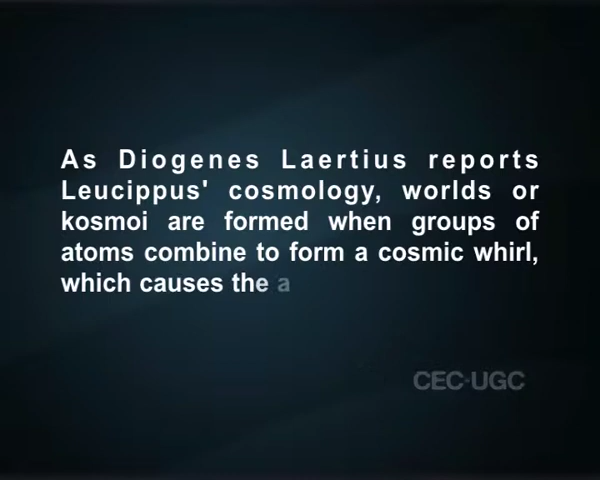 As Diogenes Laertius reports
Leucippus' cosmology, worlds or
kosmoi are formed when groups of
atoms combine to form a cosmic whirl,
which causes the a
CEC-UGC